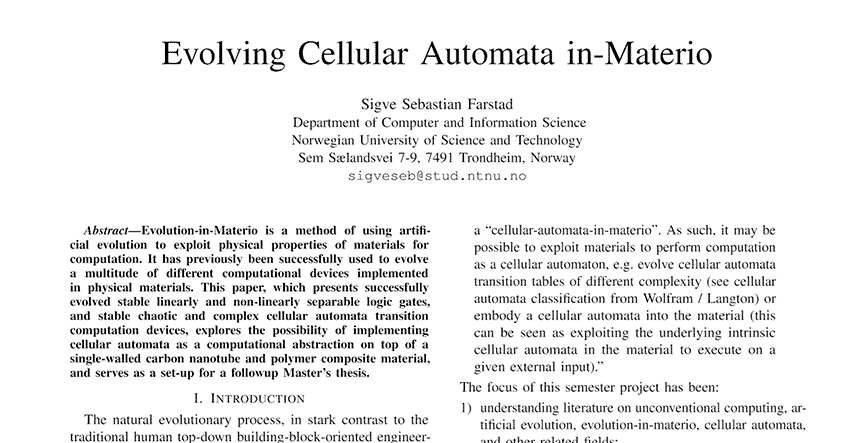 Evolving Cellular Automata in-Materio
Sigve Sebastian Farstad
Department of Computer and Information Science
Norwegian University of Science and Technology
Sem Sælandsvei 7-9, 7491 Trondheim, Norway
sigveseb@stud.ntnu.no
Abstract—Evolution-in-Materio is a method of using artifi-
cial evolution to exploit physical properties of materials for
computation. It has previously been successfully used to evolve
a multitude of different computational devices implemented
in physical materials. This paper, which presents successfully
evolved stable linearly and non-linearly separable logic gates,
and stable chaotic and complex cellular automata transition
computation devices, explores the possibility of implementing
cellular automata as a computational abstraction on top of a
single-walled carbon nanotube and polymer composite material,
and serves as a set-up for a followup Master's thesis.
I. INTRODUCTION
The natural evolutionary process, in stark contrast to the
traditional human top-down building-block-oriented engineer-
a “cellular-automata-in-materio”. As such, it may be
possible to exploit materials to perform computation
as a cellular automaton, e.g. evolve cellular automata
transition tables of different complexity (see cellular
automata classification from Wolfram / Langton) or
embody a cellular automata into the material (this
can be seen as exploiting the underlying intrinsic
cellular automata in the material to execute on a
given external input).”
The focus of this semester project has been:
1) understanding literature on unconventional computing, ar-
tificial evolution, evolution-in-materio, cellular automata,
and other related fields;